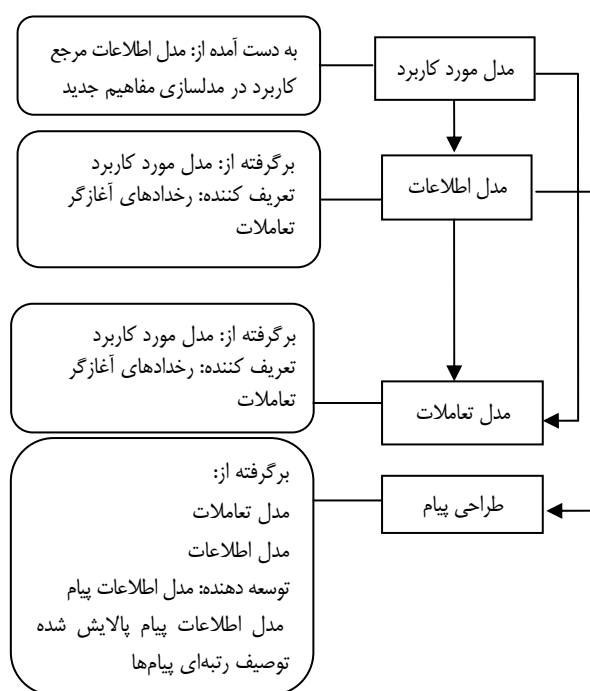 به دست آمده از: مدل اطلاعات مرجع
کاربرد در مدلسازی مفاهیم جدید
مدل مورد کاربرد
برگرفته از: مدل مورد کاربرد
تعریف کننده: رخدادهای آغازگر
تعاملات
مدل اطلاعات
برگرفته از: مدل مورد کاربرد
تعریف کننده: رخدادهای آغازگر
تعاملات
مدل تعاملات
برگرفته از:
مدل تعاملات
مدل اطلاعات
توسعه دهنده: مدل اطلاعات پیام
مدل اطلاعات پیام پالایش شده
توصیف رتبه‌ای پیام‌ها
طراحی پیام